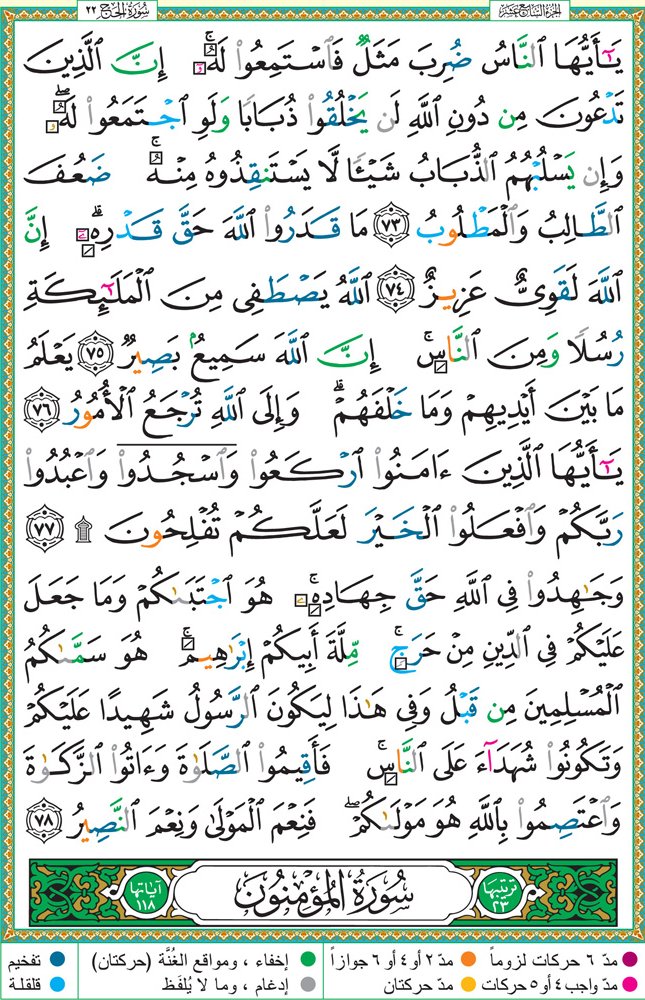 الجزء السابع عشر
سُورَةُ الحَجّ ٢٢
يَٰٓأَيُّهَا ٱلنَّاسُ ضُرِبَ مَثَلٞ فَٱسۡتَمِعُواْ لَهُۥٓۚ إِنَّ ٱلَّذِينَ
تَدۡعُونَ مِن دُونِ ٱللَّهِ لَن يَخۡلُقُواْ ذُبَابٗا وَلَوِ ٱجۡتَمَعُواْ لَهُۥۖ
وَإِن يَسۡلُبۡهُمُ ٱلذُّبَابُ شَيۡـٔٗا لَّا يَسۡتَنقِذُوهُ مِنۡهُۚ ضَعُفَ
ٱلطَّالِبُ وَٱلۡمَطۡلُوبُ ٧٣ مَا قَدَرُواْ ٱللَّهَ حَقَّ قَدۡرِهِۦٓۚ إِنَّ
ٱللَّهَ لَقَوِيٌّ عَزِيزٌ ٧٤ ٱللَّهُ يَصۡطَفِي مِنَ ٱلۡمَلَٰٓئِكَةِ
رُسُلٗا وَمِنَ ٱلنَّاسِۚ إِنَّ ٱللَّهَ سَمِيعُۢ بَصِيرٞ ٧٥ يَعۡلَمُ
مَا بَيۡنَ أَيۡدِيهِمۡ وَمَا خَلۡفَهُمۡۚ وَإِلَى ٱللَّهِ تُرۡجَعُ ٱلۡأُمُورُ ٧٦
يَٰٓأَيُّهَا ٱلَّذِينَ ءَامَنُواْ ٱرۡكَعُواْ وَٱسۡجُدُواْ وَٱعۡبُدُواْ
رَبَّكُمۡ وَٱفۡعَلُواْ ٱلۡخَيۡرَ لَعَلَّكُمۡ تُفۡلِحُونَ ۩ ٧٧
وَجَٰهِدُواْ فِي ٱللَّهِ حَقَّ جِهَادِهِۦۚ هُوَ ٱجۡتَبَىٰكُمۡ وَمَا جَعَلَ
عَلَيۡكُمۡ فِي ٱلدِّينِ مِنۡ حَرَجٖۚ مِّلَّةَ أَبِيكُمۡ إِبۡرَٰهِيمَۚ هُوَ سَمَّىٰكُمُ
ٱلۡمُسۡلِمِينَ مِن قَبۡلُ وَفِي هَٰذَا لِيَكُونَ ٱلرَّسُولُ شَهِيدًا عَلَيۡكُمۡ
وَتَكُونُواْ شُهَدَآءَ عَلَى ٱلنَّاسِۚ فَأَقِيمُواْ ٱلصَّلَوٰةَ وَءَاتُواْ ٱلزَّكَوٰةَ
وَٱعۡتَصِمُواْ بِٱللَّهِ هُوَ مَوۡلَىٰكُمۡۖ فَنِعۡمَ ٱلۡمَوۡلَىٰ وَنِعۡمَ ٱلنَّصِيرُ ٧٨
ترتيبها ٢٣
سُورَةُ المُؤْمِنُون
آياتها ١١٨
مدّ ٦ حركات لزوماً
مدّ ٢ أو ٤ أو ٦ جوازاً
إخفاء ، ومواقع الغُنَّة (حركتان)
تفخيم
مدّ واجب ٤ أو ٥ حركات
مدّ حركتان
إدغام ، وما لا يُلفَظ
قلقلة